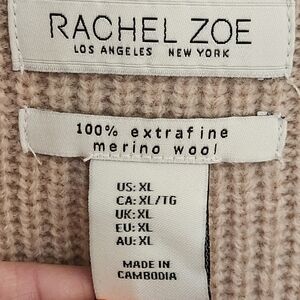 RACHEL ZOE
LOS ANGELES NEW YORK
100% extrafine
merino wool
US: XL
CA: XL/TG
UK: XL
EU: XL
AU: XL
MADE IN
CAMBODIA